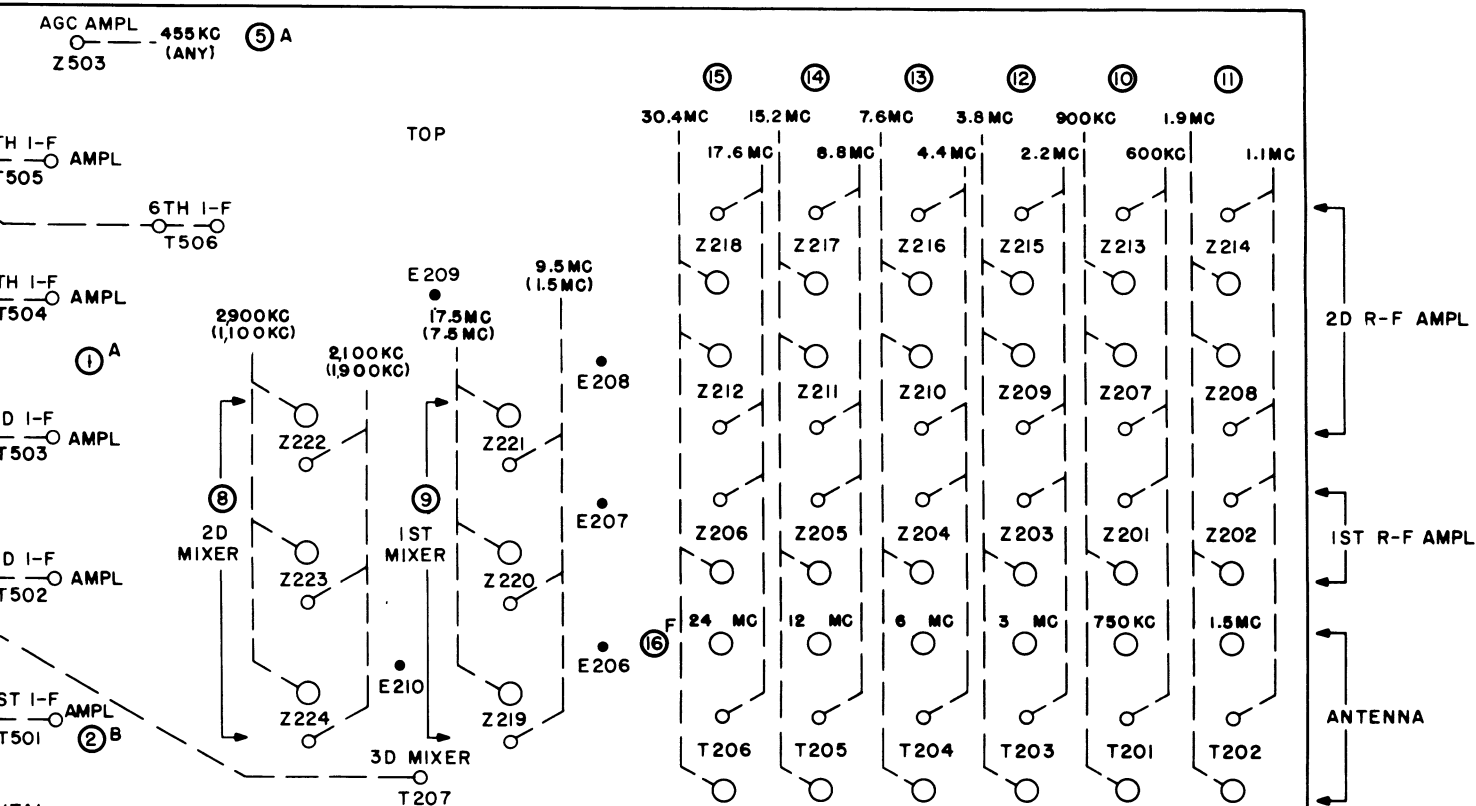 AGC AMPL
455KC
(ANY)
5 A
Z503
15 14 13 12 10 11
30.4MC 15.2MC 7.6MC 3.8MC 900KC 1.9MC
17.6MC 8.8MC 4.4MC 2.2MC 600KC 1.1MC
TOP
TH I-F
AMPL
T505
6TH I-F
T506
TH I-F
AMPL
T504
1 A
D I-F
AMPL
T503
D I-F
AMPL
T502
ST I-F
AMPL
T501
2 B
2,900KC
(1,100KC)
2,100KC
(1,900KC)
E209
17.5MC
(7.5MC)
9.5MC
(1.5MC)
E208
Z222
Z221
8
2D
MIXER
9
1ST
MIXER
E207
Z223
Z220
E206
E210
Z224
Z219
3D MIXER
T207
Z218 Z217 Z216 Z215 Z213 Z214
2D R-F AMPL
Z212 Z211 Z210 Z209 Z207 Z208
Z206 Z205 Z204 Z203 Z201 Z202
1ST R-F AMPL
16 F
24 MC 12 MC 6 MC 3 MC 750KC 1.5MC
ANTENNA
T206 T205 T204 T203 T201 T202